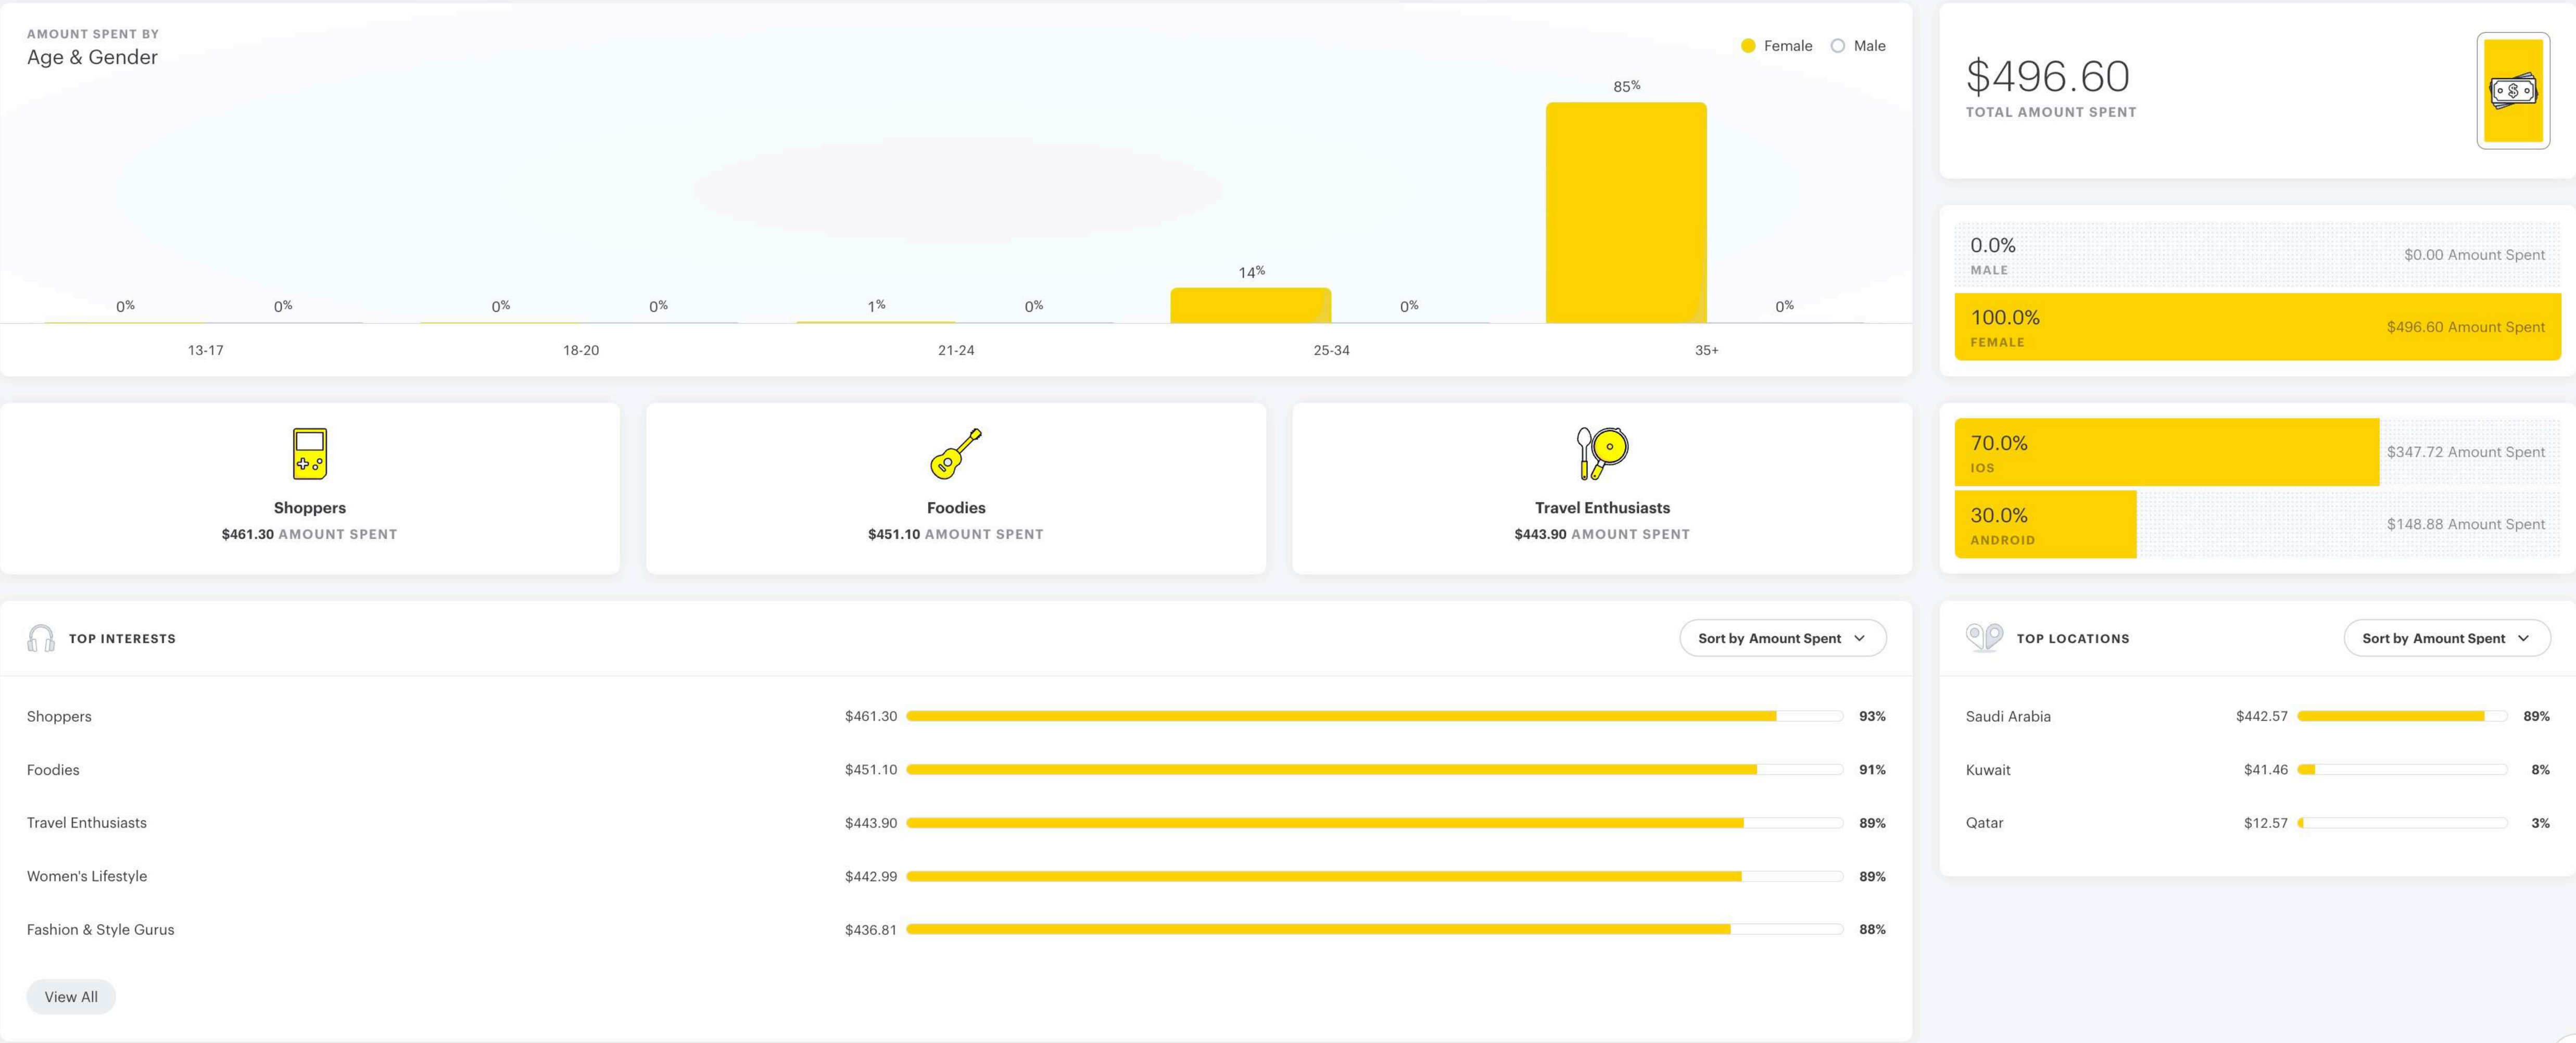 AMOUNT SPENT BY
Age & Gender
Female Male
85%
14%
0% 0% 0% 0% 1% 0% 0% 0%
13-17 18-20 21-24 25-34 35+
$496.60
TOTAL AMOUNT SPENT
$
0.0%
MALE
$0.00 Amount Spent
100.0%
FEMALE
$496.60 Amount Spent
Shoppers
$461.30 AMOUNT SPENT
Foodies
$451.10 AMOUNT SPENT
Travel Enthusiasts
$443.90 AMOUNT SPENT
70.0%
IOS
$347.72 Amount Spent
30.0%
ANDROID
$148.88 Amount Spent
TOP INTERESTS
Sort by Amount Spent
Shoppers $461.30 93%
Foodies $451.10 91%
Travel Enthusiasts $443.90 89%
Women's Lifestyle $442.99 89%
Fashion & Style Gurus $436.81 88%
View All
TOP LOCATIONS
Sort by Amount Spent
Saudi Arabia $442.57 89%
Kuwait $41.46 8%
Qatar $12.57 3%